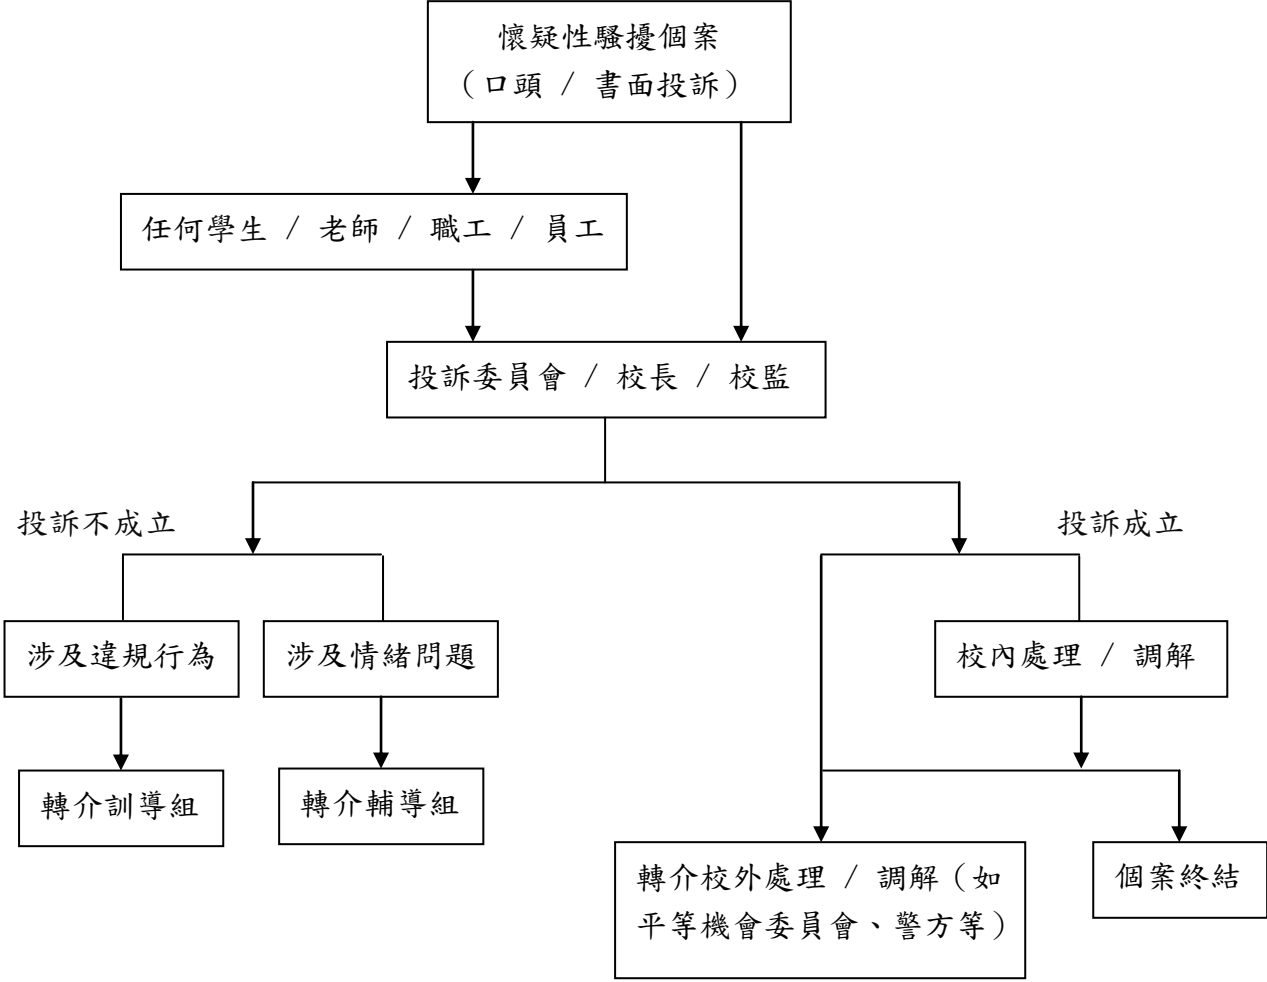 懷疑性騷擾個案
（口頭 / 書面投訴）
任何學生 / 老師 / 職工 / 員工
投訴委員會 / 校長 / 校監
投訴不成立
投訴成立
涉及違規行為
涉及情緒問題
校內處理 / 調解
轉介訓導組
轉介輔導組
轉介校外處理 / 調解（如
平等機會委員會、警方等）
個案終結